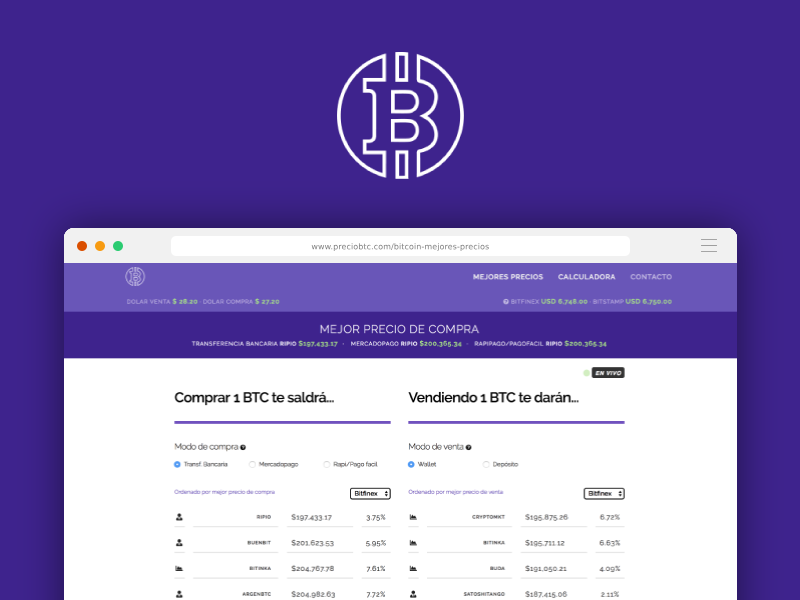 www.preciobtc.com/bitcoin-mejores-precios
MEJORES PRECIOS CALCULADORA CONTACTO
DOLAR VENTA $ 28.20 · DOLAR COMPRA $ 27.20
BITFINEX USD 6,748.00 · BITSTAMP USD 6,750.00
MEJOR PRECIO DE COMPRA
TRANSFERENCIA BANCARIA RIPIO $197,433.17 · MERCADOPAGO RIPIO $200,365.34 · RAPIPAGO/PAGOFACIL RIPIO $200,365.34
EN VIVO
Comprar 1 BTC te saldrá...
Modo de compra
Transf. Bancaria Mercadopago Rapi/Pago facil
Ordenado por mejor precio de compra Bitfinex
RIPIO $197,433.17 3.75%
BUENBIT $201,623.53 5.95%
BITINKA $204,767.78 7.61%
ARGENBTC $204,982.63 7.72%
Vendiendo 1 BTC te darán...
Modo de venta
Wallet Depósito
Ordenado por mejor precio de venta Bitfinex
CRYPTOMKT $195,875.26 6.72%
BITINKA $195,711.12 6.63%
BUDA $191,050.21 4.09%
SATOSHITANGO $187,415.06 2.11%